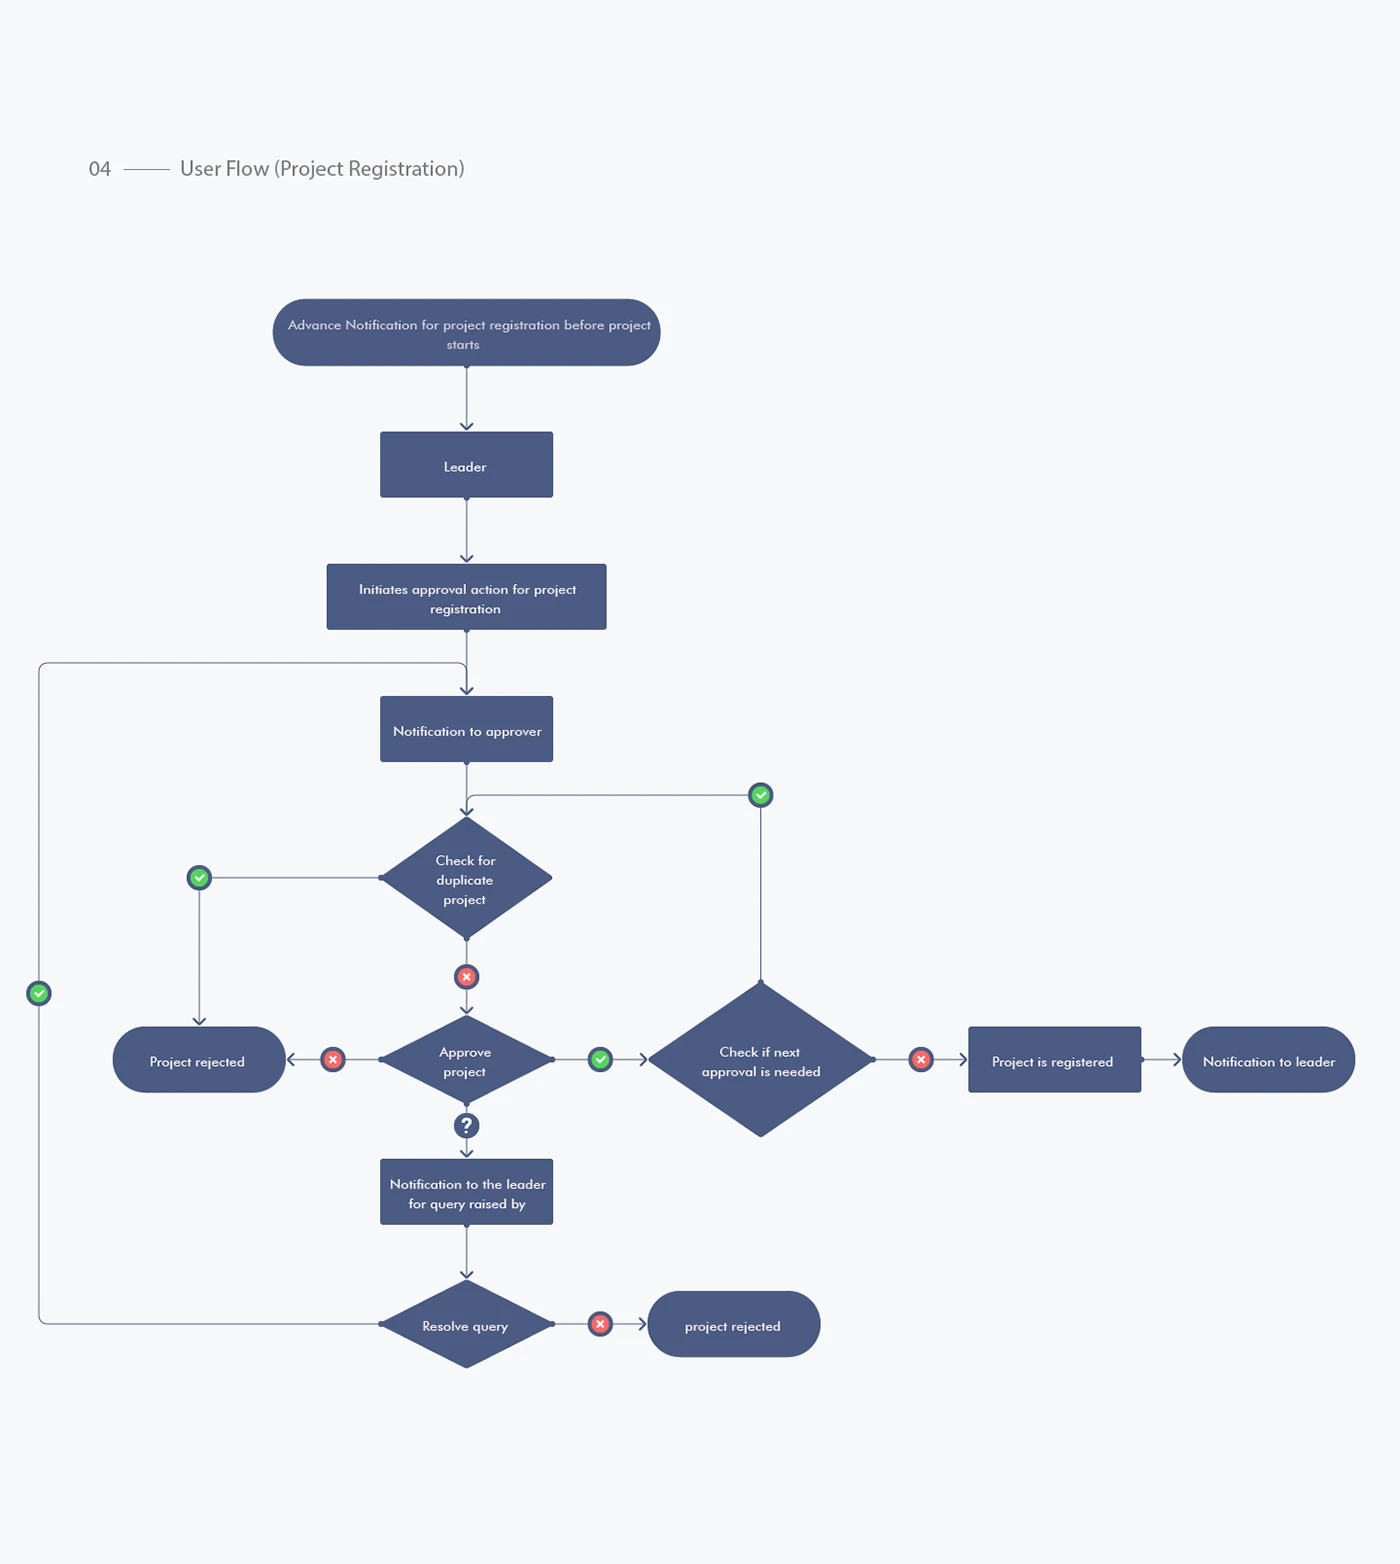 04 User Flow (Project Registration)
Advance Notification for project registration before project
starts
Leader
Initiates approval action for project
registration
Notification to approver
Check for
duplicate
project
Project rejected
Approve
project
Check if next
approval is needed
Project is registered
Notification to leader
?
Notification to the leader
for query raised by
Resolve query
project rejected